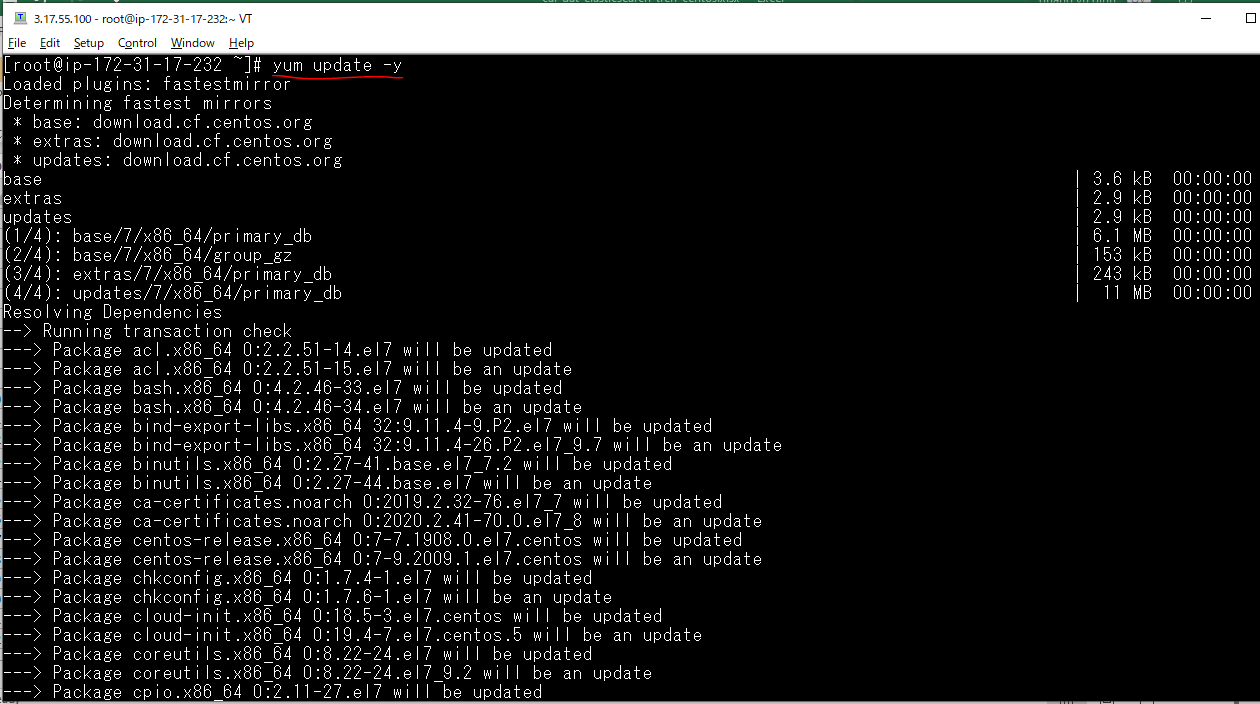 3.17.55.100 - root@ip-172-31-17-232:~ VT
File Edit Setup Control Window Help
[root@ip-172-31-17-232 ~]# yum update -y
Loaded plugins: fastestmirror
Determining fastest mirrors
* base: download.cf.centos.org
* extras: download.cf.centos.org
* updates: download.cf.centos.org
base | 3.6 kB 00:00:00
extras | 2.9 kB 00:00:00
updates | 2.9 kB 00:00:00
(1/4): base/7/x86_64/primary_db | 6.1 MB 00:00:00
(2/4): base/7/x86_64/group_gz | 153 kB 00:00:00
(3/4): extras/7/x86_64/primary_db | 243 kB 00:00:00
(4/4): updates/7/x86_64/primary_db | 11 MB 00:00:00
Resolving Dependencies
--> Running transaction check
---> Package acl.x86_64 0:2.2.51-14.el7 will be updated
---> Package acl.x86_64 0:2.2.51-15.el7 will be an update
---> Package bash.x86_64 0:4.2.46-33.el7 will be updated
---> Package bash.x86_64 0:4.2.46-34.el7 will be an update
---> Package bind-export-libs.x86_64 32:9.11.4-9.P2.el7 will be updated
---> Package bind-export-libs.x86_64 32:9.11.4-26.P2.el7_9.7 will be an update
---> Package binutils.x86_64 0:2.27-41.base.el7_7.2 will be updated
---> Package binutils.x86_64 0:2.27-44.base.el7 will be an update
---> Package ca-certificates.noarch 0:2019.2.32-76.el7_7 will be updated
---> Package ca-certificates.noarch 0:2020.2.41-70.0.el7_8 will be an update
---> Package centos-release.x86_64 0:7-7.1908.0.el7.centos will be updated
---> Package centos-release.x86_64 0:7-9.2009.1.el7.centos will be an update
---> Package chkconfig.x86_64 0:1.7.4-1.el7 will be updated
---> Package chkconfig.x86_64 0:1.7.6-1.el7 will be an update
---> Package cloud-init.x86_64 0:18.5-3.el7.centos will be updated
---> Package cloud-init.x86_64 0:19.4-7.el7.centos.5 will be an update
---> Package coreutils.x86_64 0:8.22-24.el7 will be updated
---> Package coreutils.x86_64 0:8.22-24.el7_9.2 will be an update
---> Package cpio.x86_64 0:2.11-27.el7 will be updated